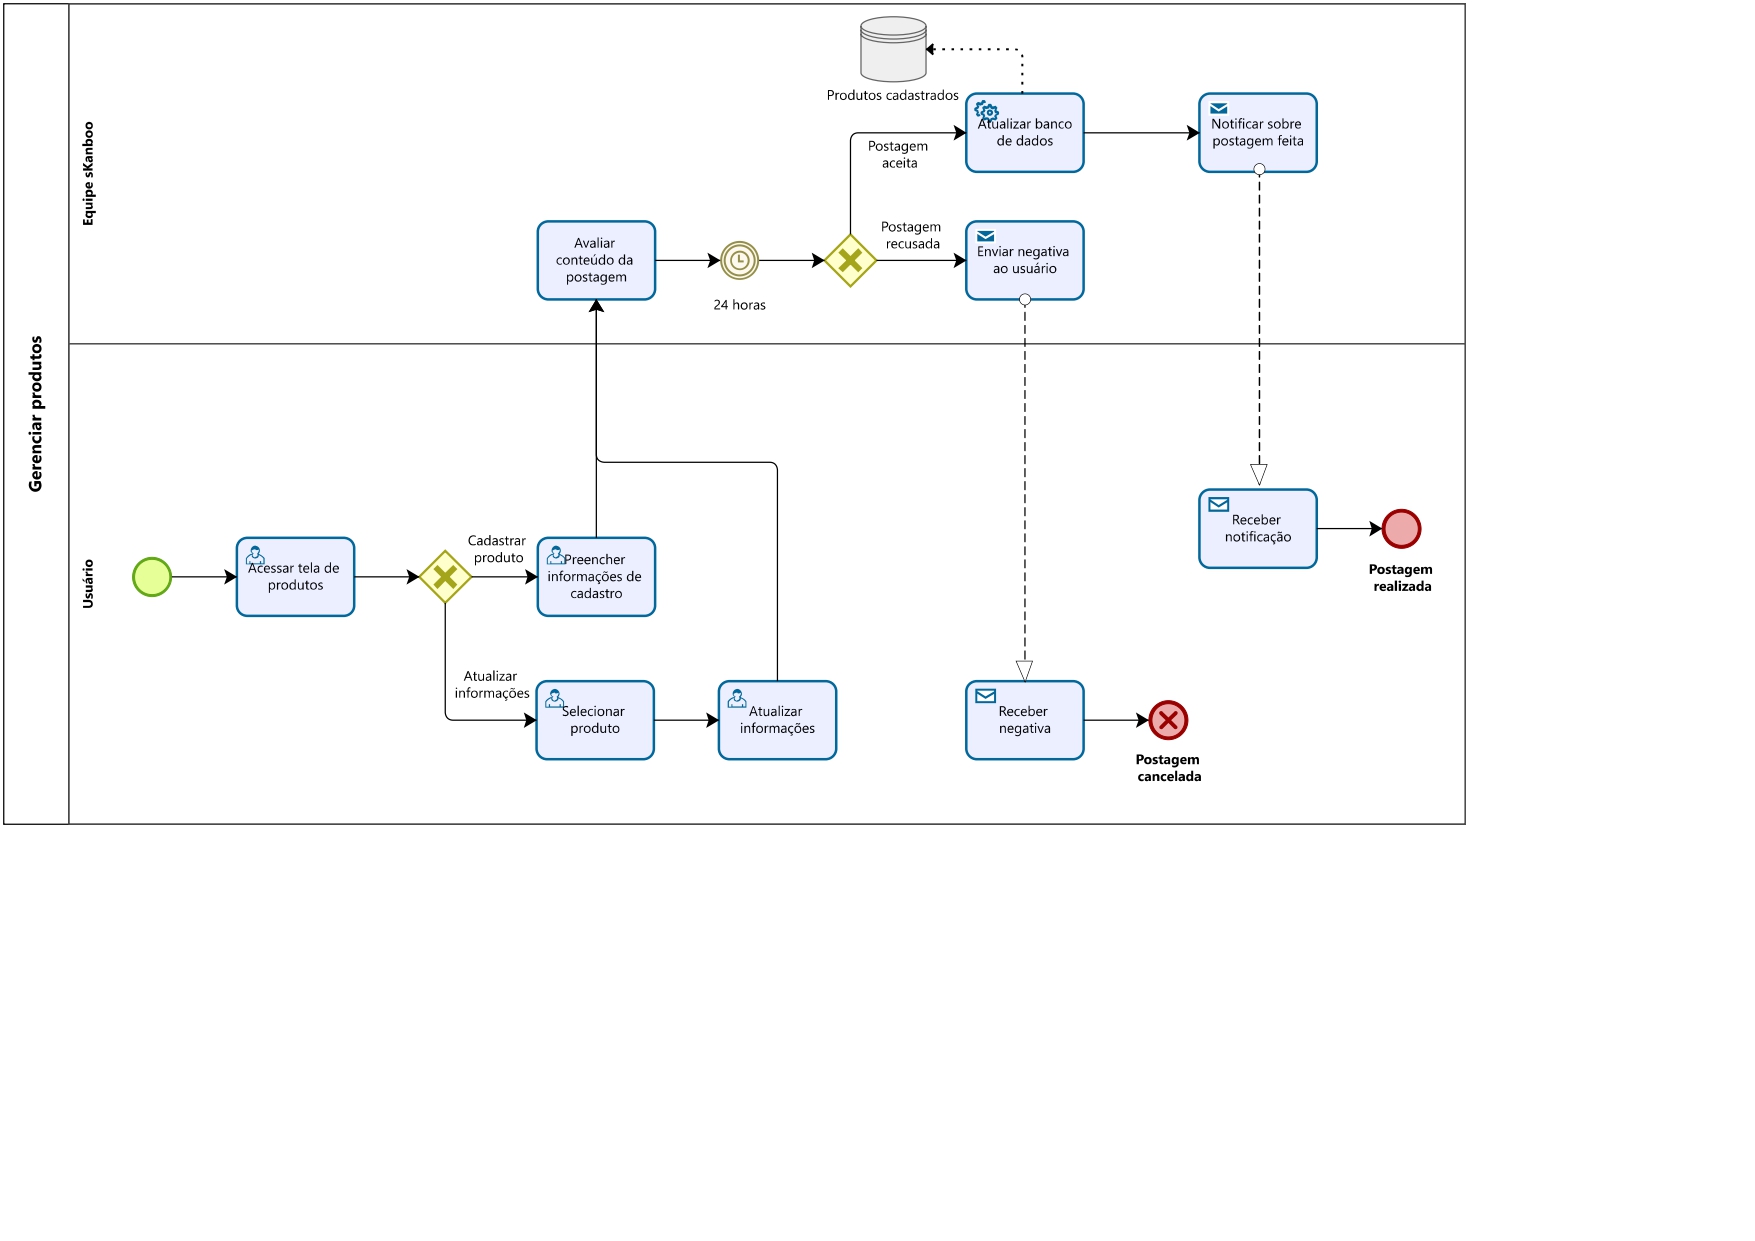 Gerenciar produtos
Equipe sKanboo
Produtos cadastrados
Atualizar banco
de dados
Notificar sobre
postagem feita
Postagem
aceita
Postagem
recusada
Avaliar
conteúdo da
postagem
24 horas
Enviar negativa
ao usuário
Usuário
Acessar tela de
produtos
Cadastrar
produto
Preencher
informações de
cadastro
Receber
notificação
Postagem
realizada
Atualizar
informações
Selecionar
produto
Atualizar
informações
Receber
negativa
Postagem
cancelada